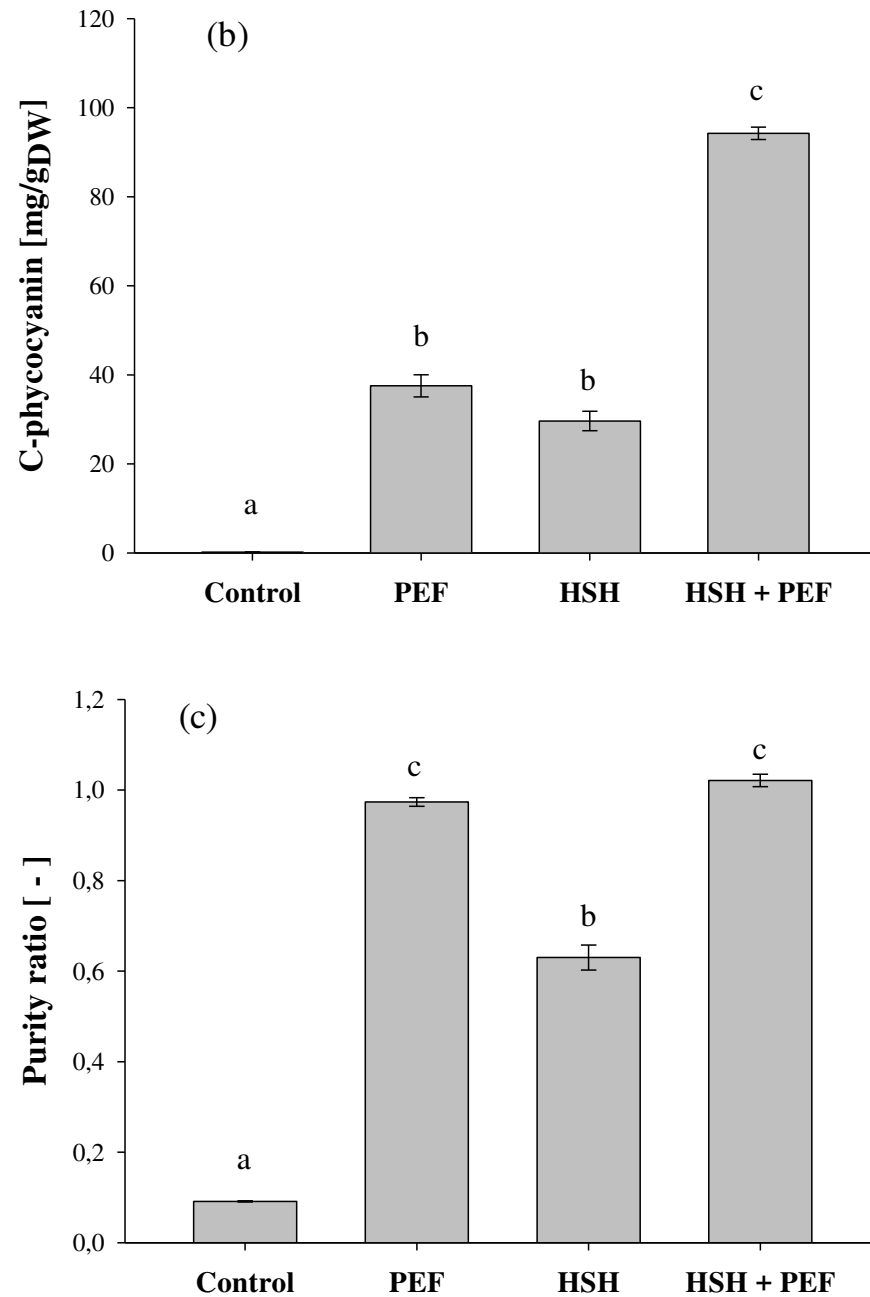 (b)
C-phycocyanin [mg/gDW]
120
100
80
60
40
20
0
a
b
b
c
Control PEF HSH HSH + PEF
(c)
Purity ratio [ - ]
1,2
1,0
0,8
0,6
0,4
0,2
0,0
a
c
b
c
Control PEF HSH HSH + PEF